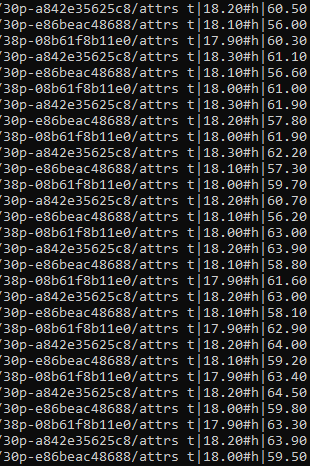 /30p-a842e35625c8/attrs t|18.20#h|60.50
/30p-e86beac48688/attrs t|18.10#h|56.00
/38p-08b61f8b11e0/attrs t|17.90#h|60.30
/30p-a842e35625c8/attrs t|18.30#h|61.10
/30p-e86beac48688/attrs t|18.10#h|56.60
/38p-08b61f8b11e0/attrs t|18.00#h|61.00
/30p-a842e35625c8/attrs t|18.30#h|61.90
/30p-e86beac48688/attrs t|18.20#h|57.80
/38p-08b61f8b11e0/attrs t|18.10#h|61.90
/30p-a842e35625c8/attrs t|18.30#h|62.20
/30p-e86beac48688/attrs t|18.10#h|57.30
/38p-08b61f8b11e0/attrs t|18.00#h|59.70
/30p-a842e35625c8/attrs t|18.20#h|60.70
/30p-e86beac48688/attrs t|18.10#h|56.20
/38p-08b61f8b11e0/attrs t|18.00#h|63.00
/30p-a842e35625c8/attrs t|18.20#h|63.90
/30p-e86beac48688/attrs t|18.10#h|58.80
/38p-08b61f8b11e0/attrs t|17.90#h|61.60
/30p-a842e35625c8/attrs t|18.20#h|63.00
/30p-e86beac48688/attrs t|18.10#h|58.10
/38p-08b61f8b11e0/attrs t|17.90#h|62.90
/30p-a842e35625c8/attrs t|18.20#h|64.00
/30p-e86beac48688/attrs t|18.10#h|59.20
/38p-08b61f8b11e0/attrs t|17.90#h|63.40
/30p-a842e35625c8/attrs t|18.20#h|64.50
/30p-e86beac48688/attrs t|18.00#h|59.80
/38p-08b61f8b11e0/attrs t|17.90#h|63.30
/30p-a842e35625c8/attrs t|18.20#h|63.90
/30p-e86beac48688/attrs t|18.00#h|59.50